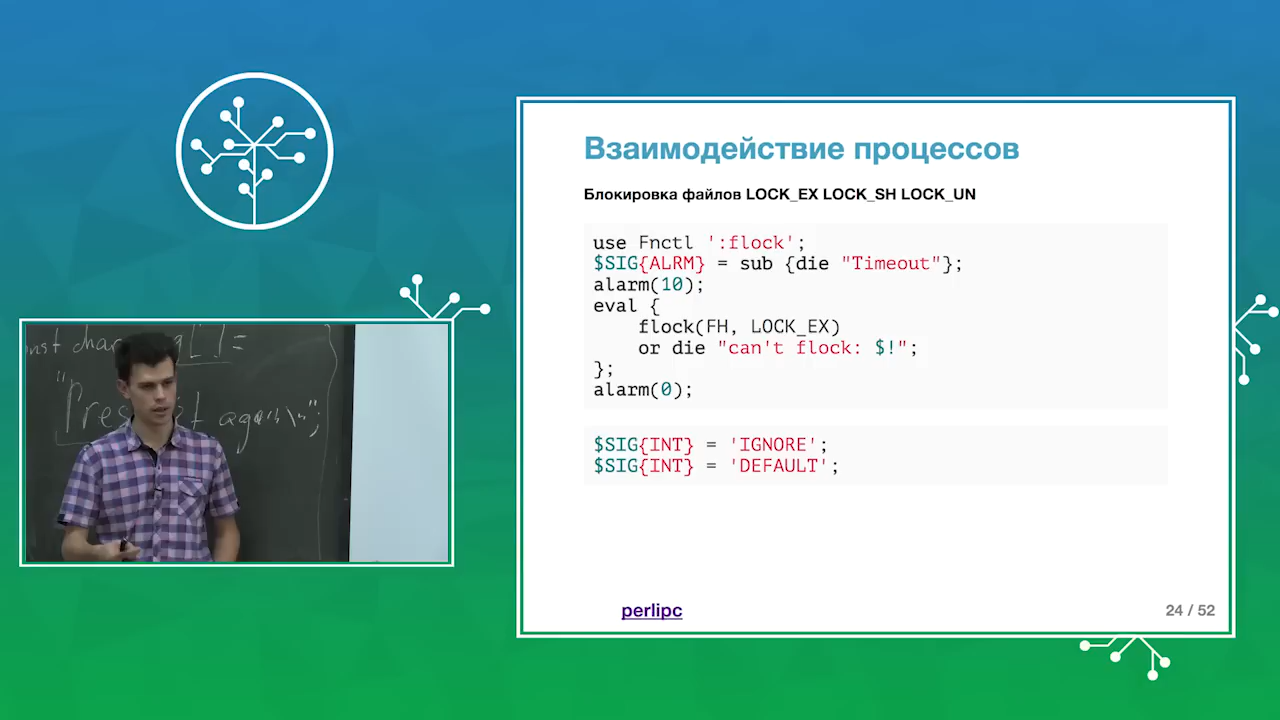 Взаимодействие процессов
Блокировка файлов LOCK_EX LOCK_SH LOCK_UN
use Fnctl ':flock';
$SIG{ALRM} = sub {die "Timeout"};
alarm(10);
eval {
    flock(FH, LOCK_EX)
    or die "can't flock: $!";
};
alarm(0);
$SIG{INT} = 'IGNORE';
$SIG{INT} = 'DEFAULT';
perlipc
24 / 52